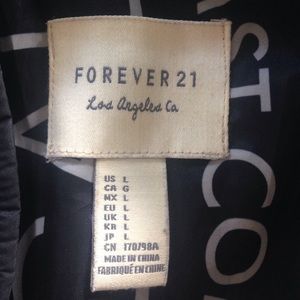 FOREVER 21
Los Angeles Ca
US L
CA G
MX L
EU L
UK L
KR L
JP L
CN 170/98A
MADE IN CHINA
FABRIQUÉ EN CHINE